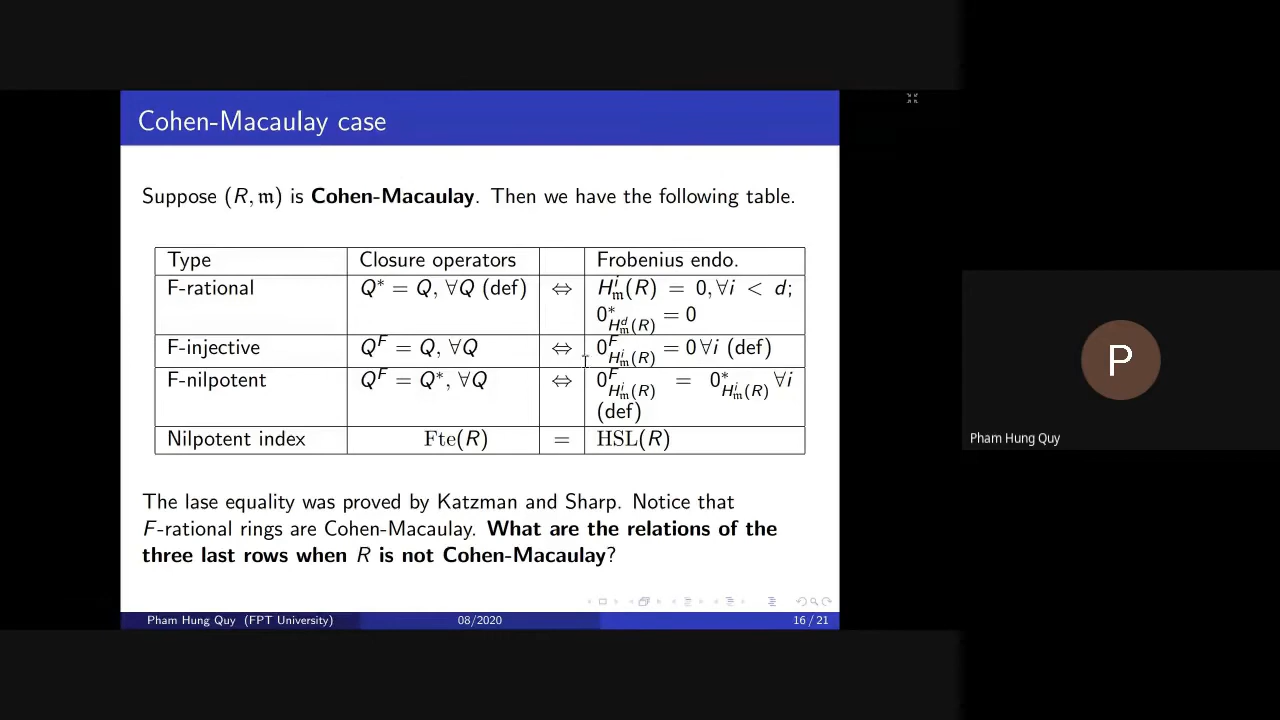 Cohen-Macaulay case
Suppose (R, 𝔪) is Cohen-Macaulay. Then we have the following table.
Type | Closure operators | | Frobenius endo.
F-rational | Q* = Q, ∀Q (def) | ⇔ | H^i_𝔪(R) = 0, ∀i < d;
0*_{H^d_𝔪(R)} = 0
F-injective | Q^F = Q, ∀Q | ⇔ | 0^F_{H^i_𝔪(R)} = 0 ∀i (def)
F-nilpotent | Q^F = Q*, ∀Q | ⇔ | 0^F_{H^i_𝔪(R)} = 0*_{H^i_𝔪(R)} ∀i
(def)
Nilpotent index | Fte(R) | = | HSL(R)
The lase equality was proved by Katzman and Sharp. Notice that
F-rational rings are Cohen-Macaulay. What are the relations of the
three last rows when R is not Cohen-Macaulay?
Pham Hung Quy (FPT University) 08/2020 16 / 21
P
Pham Hung Quy